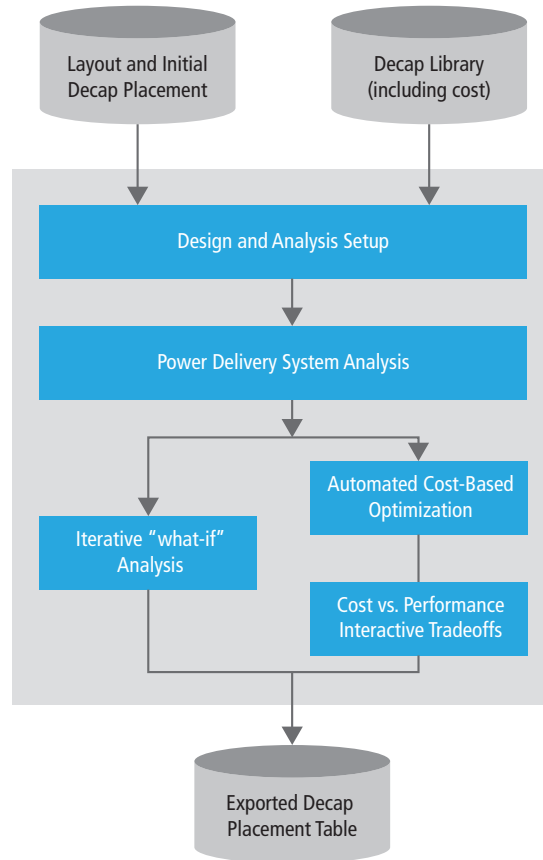 Layout and Initial
Decap Placement
Decap Library
(including cost)
Design and Analysis Setup
Power Delivery System Analysis
Automated Cost-Based
Optimization
Iterative “what-if”
Analysis
Cost vs. Performance
Interactive Tradeoffs
Exported Decap
Placement Table